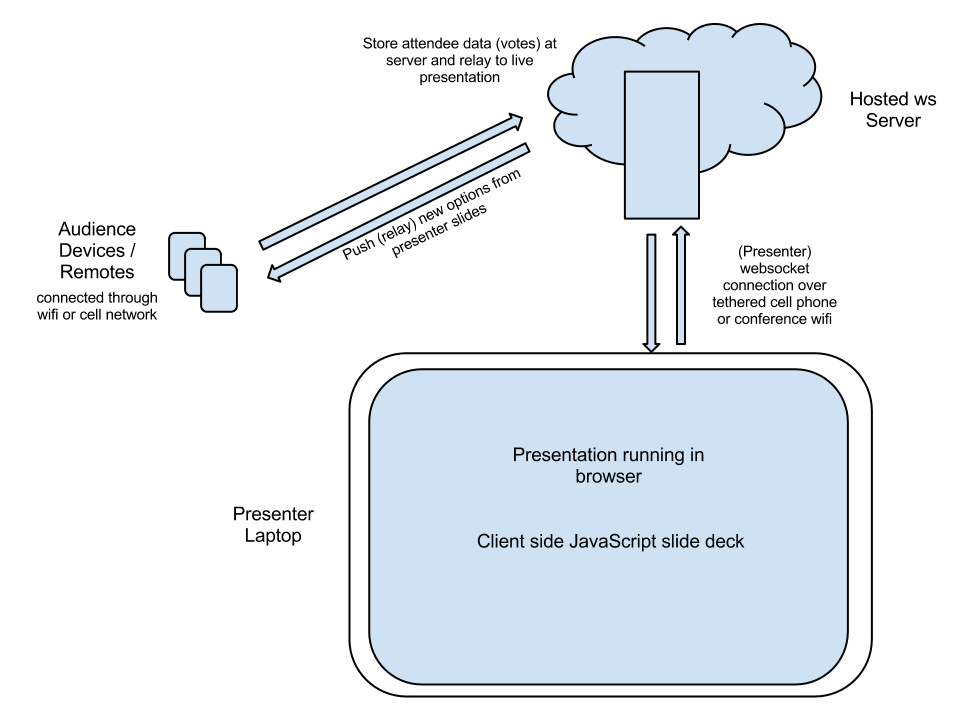 Store attendee data (votes) at
server and relay to live
presentation
Hosted ws
Server
Push (relay) new options from
presenter slides
Audience
Devices /
Remotes
connected through
wifi or cell network
(Presenter)
websocket
connection over
tethered cell phone
or conference wifi
Presentation running in
browser
Presenter
Laptop
Client side JavaScript slide deck